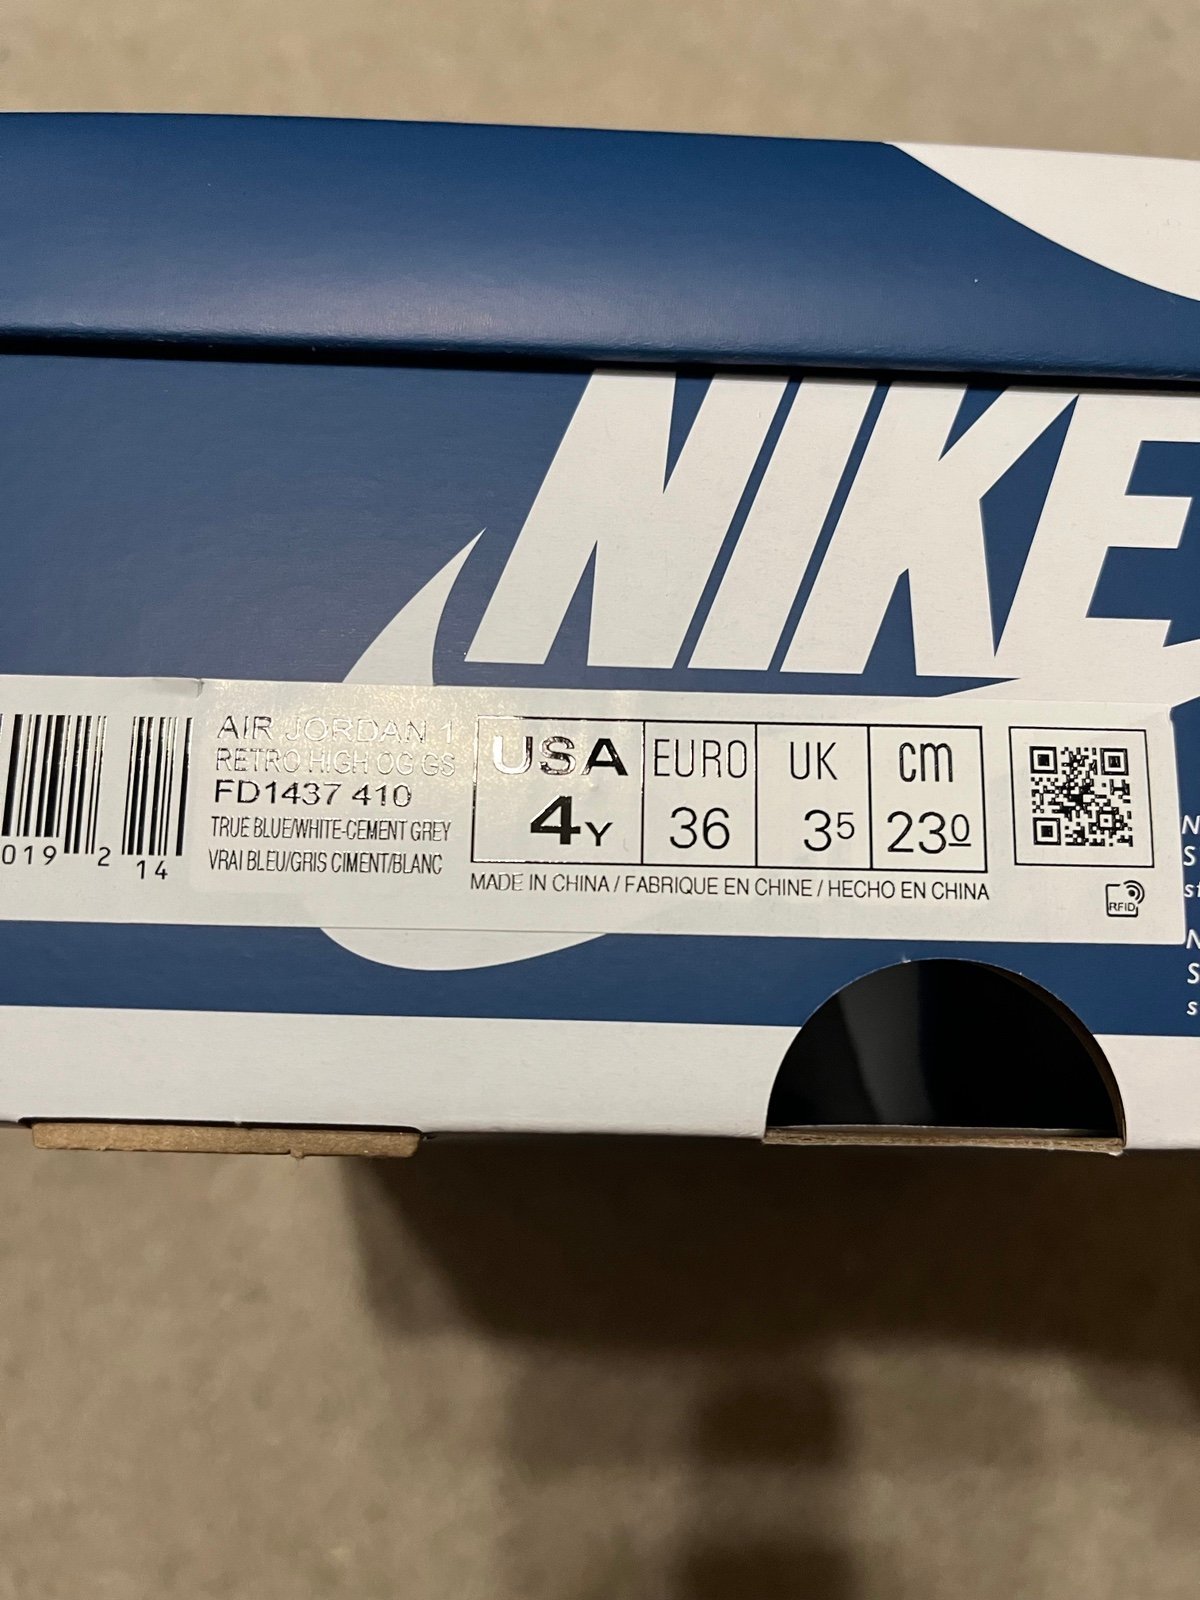 NIKE
AIR JORDAN 1
RETRO HIGH OG GS
FD1437 410
TRUE BLUE/WHITE-CEMENT GREY
VRAI BLEU/GRIS CIMENT/BLANC
019 2 14
USA EURO UK cm
4Y 36 35 230
MADE IN CHINA / FABRIQUE EN CHINE / HECHO EN CHINA
RFID